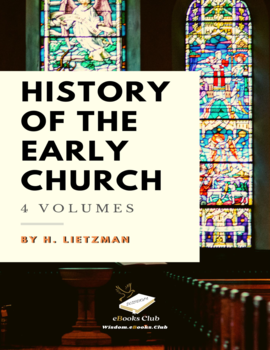 HISTORY
OF THE
EARLY
CHURCH
4 VOLUMES
BY H. LIETZMAN
eBooks Club
Wisdom.eBooks.Club